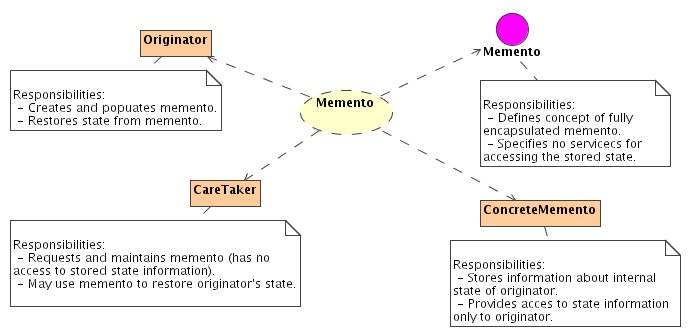 Originator
Responsibilities:
- Creates and popuates memento.
- Restores state from memento.
Memento
Memento
Responsibilities:
- Defines concept of fully
encapsulated memento.
- Specifies no servicecs for
accessing the stored state.
CareTaker
Responsibilities:
- Requests and maintains memento (has no
access to stored state information).
- May use memento to restore originator's state.
ConcreteMemento
Responsibilities:
- Stores information about internal
state of originator.
- Provides acces to state information
only to originator.